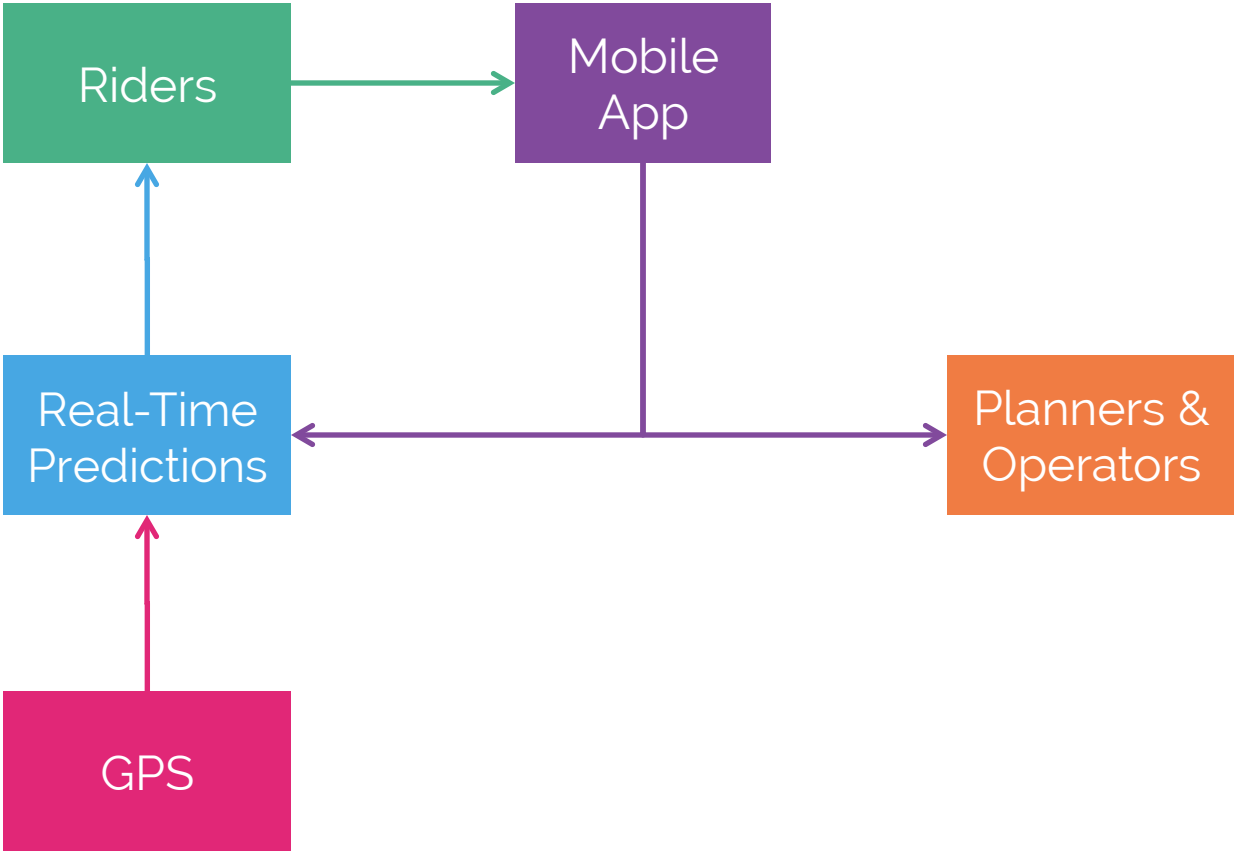 Riders
Mobile
App
Real-Time
Predictions
Planners &
Operators
GPS